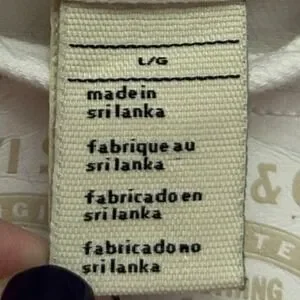 L/G
made in
sri lanka
fabrique au
sri lanka
fabricado en
sri lanka
fabricado no
sri lanka